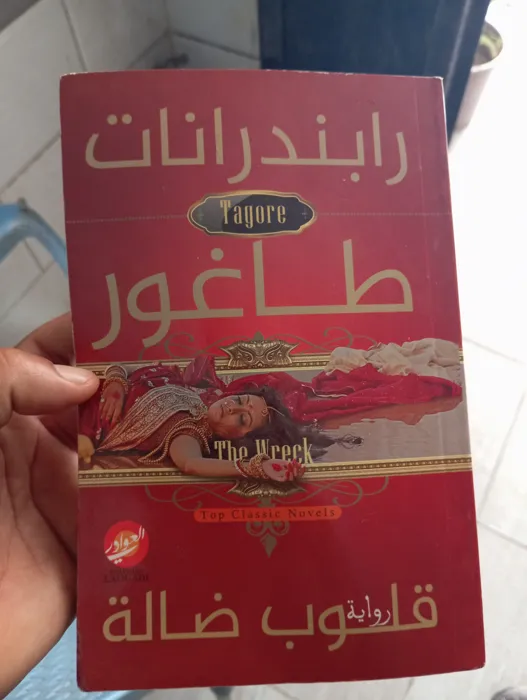 رابندرانات
Tagore
طاغور
The Wreck
Top Classic Novels
رواية
قلوب ضالة